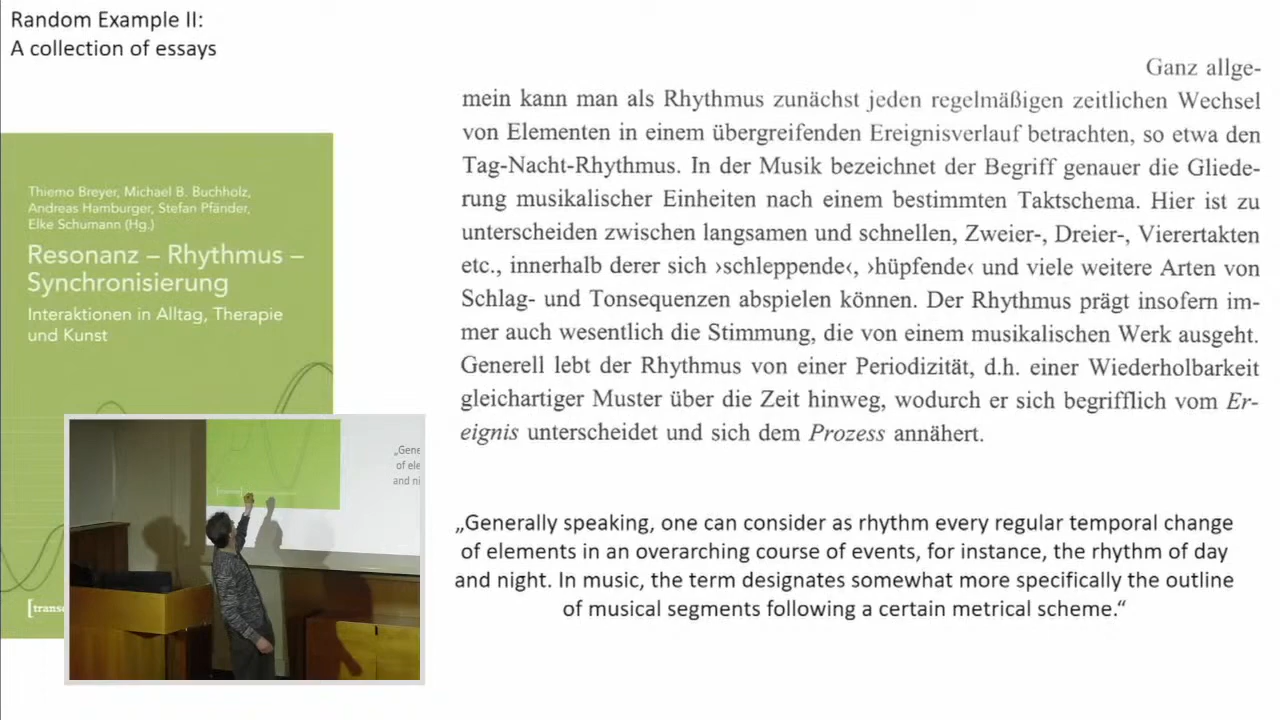 Random Example II:
A collection of essays
Thiemo Breyer, Michael B. Buchholz,
Andreas Hamburger, Stefan Pfänder,
Elke Schumann (Hg.)
Resonanz – Rhythmus –
Synchronisierung
Interaktionen in Alltag, Therapie
und Kunst
Ganz allge-
mein kann man als Rhythmus zunächst jeden regelmäßigen zeitlichen Wechsel
von Elementen in einem übergreifenden Ereignisverlauf betrachten, so etwa den
Tag-Nacht-Rhythmus. In der Musik bezeichnet der Begriff genauer die Gliede-
rung musikalischer Einheiten nach einem bestimmten Taktschema. Hier ist zu
unterscheiden zwischen langsamen und schnellen, Zweier-, Dreier-, Vierertakten
etc., innerhalb derer sich ›schleppende‹, ›hüpfende‹ und viele weitere Arten von
Schlag- und Tonsequenzen abspielen können. Der Rhythmus prägt insofern im-
mer auch wesentlich die Stimmung, die von einem musikalischen Werk ausgeht.
Generell lebt der Rhythmus von einer Periodizität, d.h. einer Wiederholbarkeit
gleichartiger Muster über die Zeit hinweg, wodurch er sich begrifflich vom Er-
eignis unterscheidet und sich dem Prozess annähert.
„Generally speaking, one can consider as rhythm every regular temporal change
of elements in an overarching course of events, for instance, the rhythm of day
and night. In music, the term designates somewhat more specifically the outline
of musical segments following a certain metrical scheme.“
[trans
„Gene
of ele
and ni